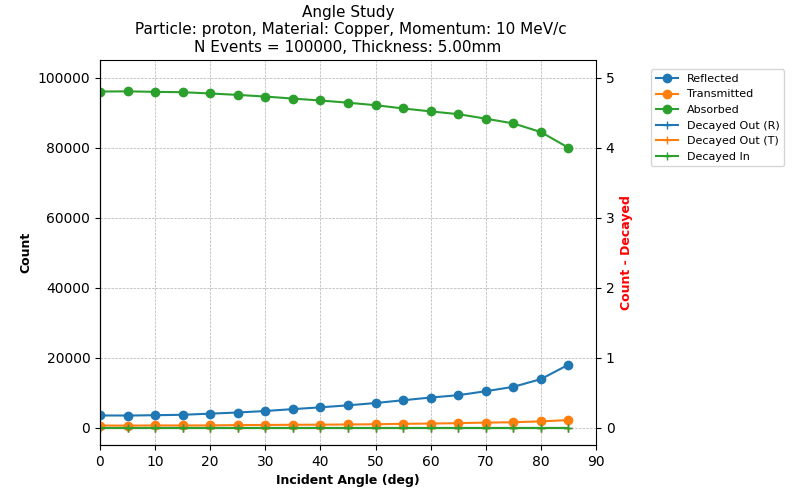 Angle Study
Particle: proton, Material: Copper, Momentum: 10 MeV/c
N Events = 100000, Thickness: 5.00mm
100000
80000
60000
40000
20000
0
Count
5
4
3
2
1
0
Count - Decayed
0 10 20 30 40 50 60 70 80 90
Incident Angle (deg)
Reflected
Transmitted
Absorbed
Decayed Out (R)
Decayed Out (T)
Decayed In